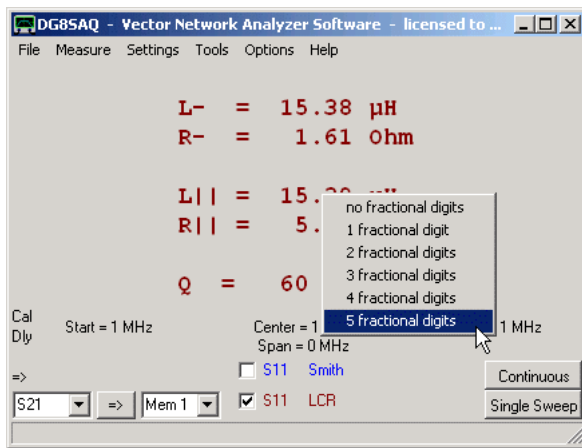 DG8SAQ - Vector Network Analyzer Software - licensed to ...
File Measure Settings Tools Options Help
L- = 15.38 µH
R- = 1.61 Ohm
L|| = 15.
R|| = 5.
Q = 60
no fractional digits
1 fractional digit
2 fractional digits
3 fractional digits
4 fractional digits
5 fractional digits
Cal
Dly
Start = 1 MHz
Center = 1
1 MHz
Span = 0 MHz
=>
S11 Smith
Continuous
S21
=>
Mem 1
S11 LCR
Single Sweep